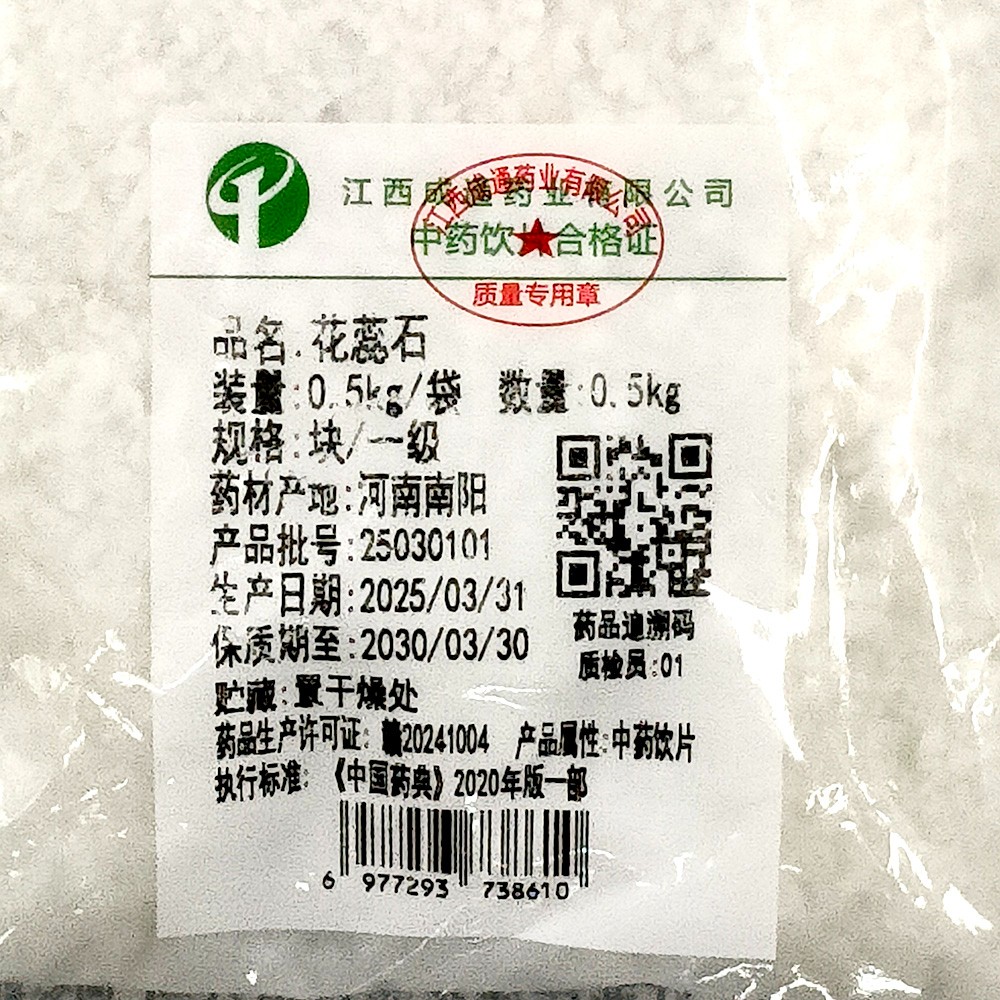 江西成通药业有限公司
中药饮片合格证
江西成通药业有限公司
质量专用章
品名:花蕊石
装量:0.5kg/袋 数量:0.5kg
规格:块/一级
药材产地:河南南阳
产品批号:25030101
生产日期:2025/03/31
保质期至:2030/03/30
药品追溯码
质检员:01
贮藏:置干燥处
药品生产许可证:赣20241004 产品属性:中药饮片
执行标准:《中国药典》2020年版一部
6 977293 738610